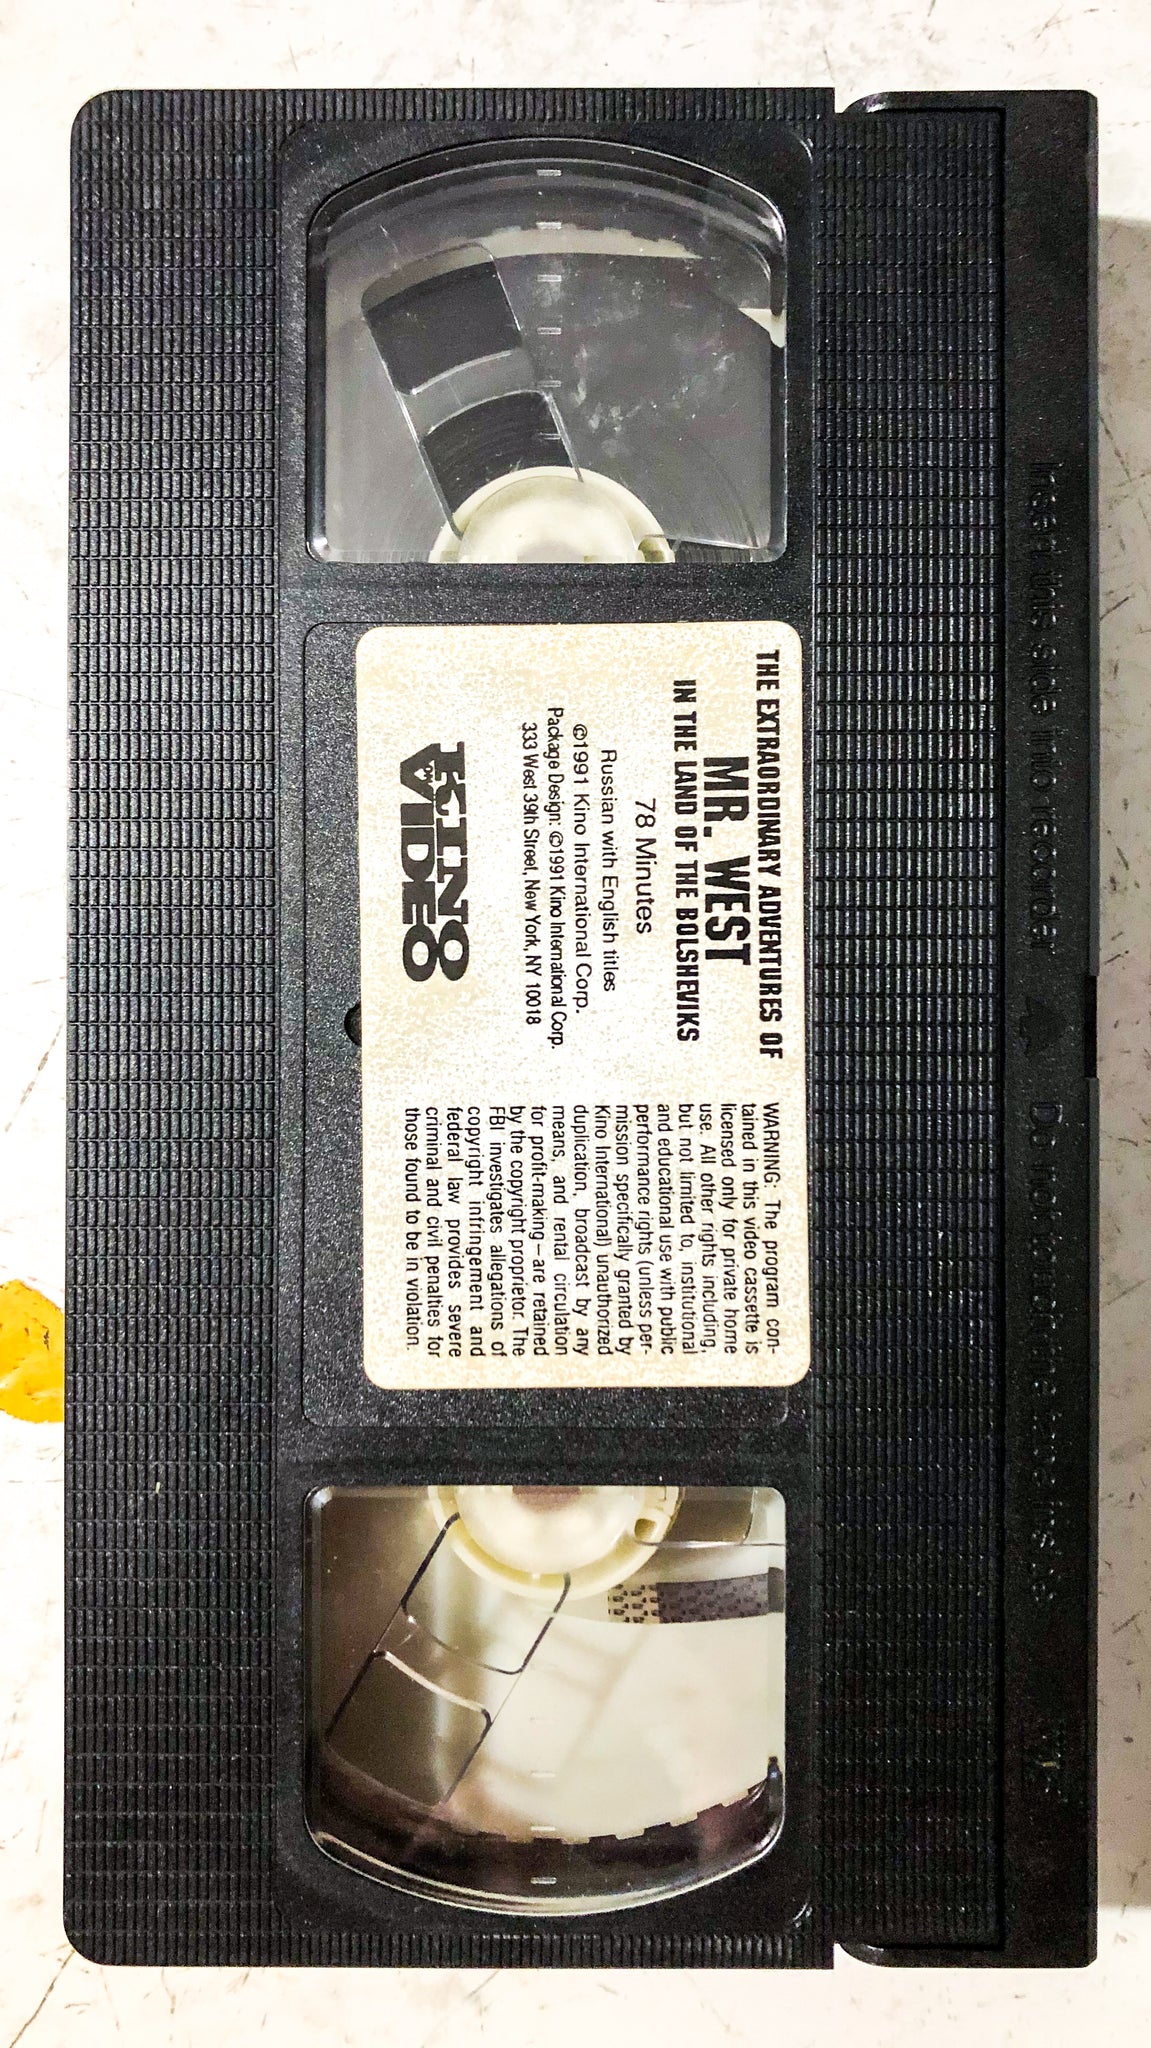 Insert this side into recorder
Do not touch the tape inside
THE EXTRAORDINARY ADVENTURES OF
MR. WEST
IN THE LAND OF THE BOLSHEVIKS
78 Minutes
Russian with English titles
©1991 Kino International Corp.
Package Design: ©1991 Kino International Corp.
333 West 39th Street, New York, NY 10018
KINO
ON
VIDEO
WARNING: The program con-
tained in this video cassette is
licensed only for private home
use. All other rights including,
but not limited to, institutional
and educational use with public
performance rights (unless per-
mission specifically granted by
Kino International) unauthorized
duplication, broadcast by any
means, and rental circulation
for profit-making—are retained
by the copyright proprietor. The
FBI investigates allegations of
copyright infringement and
federal law provides severe
criminal and civil penalties for
those found to be in violation.